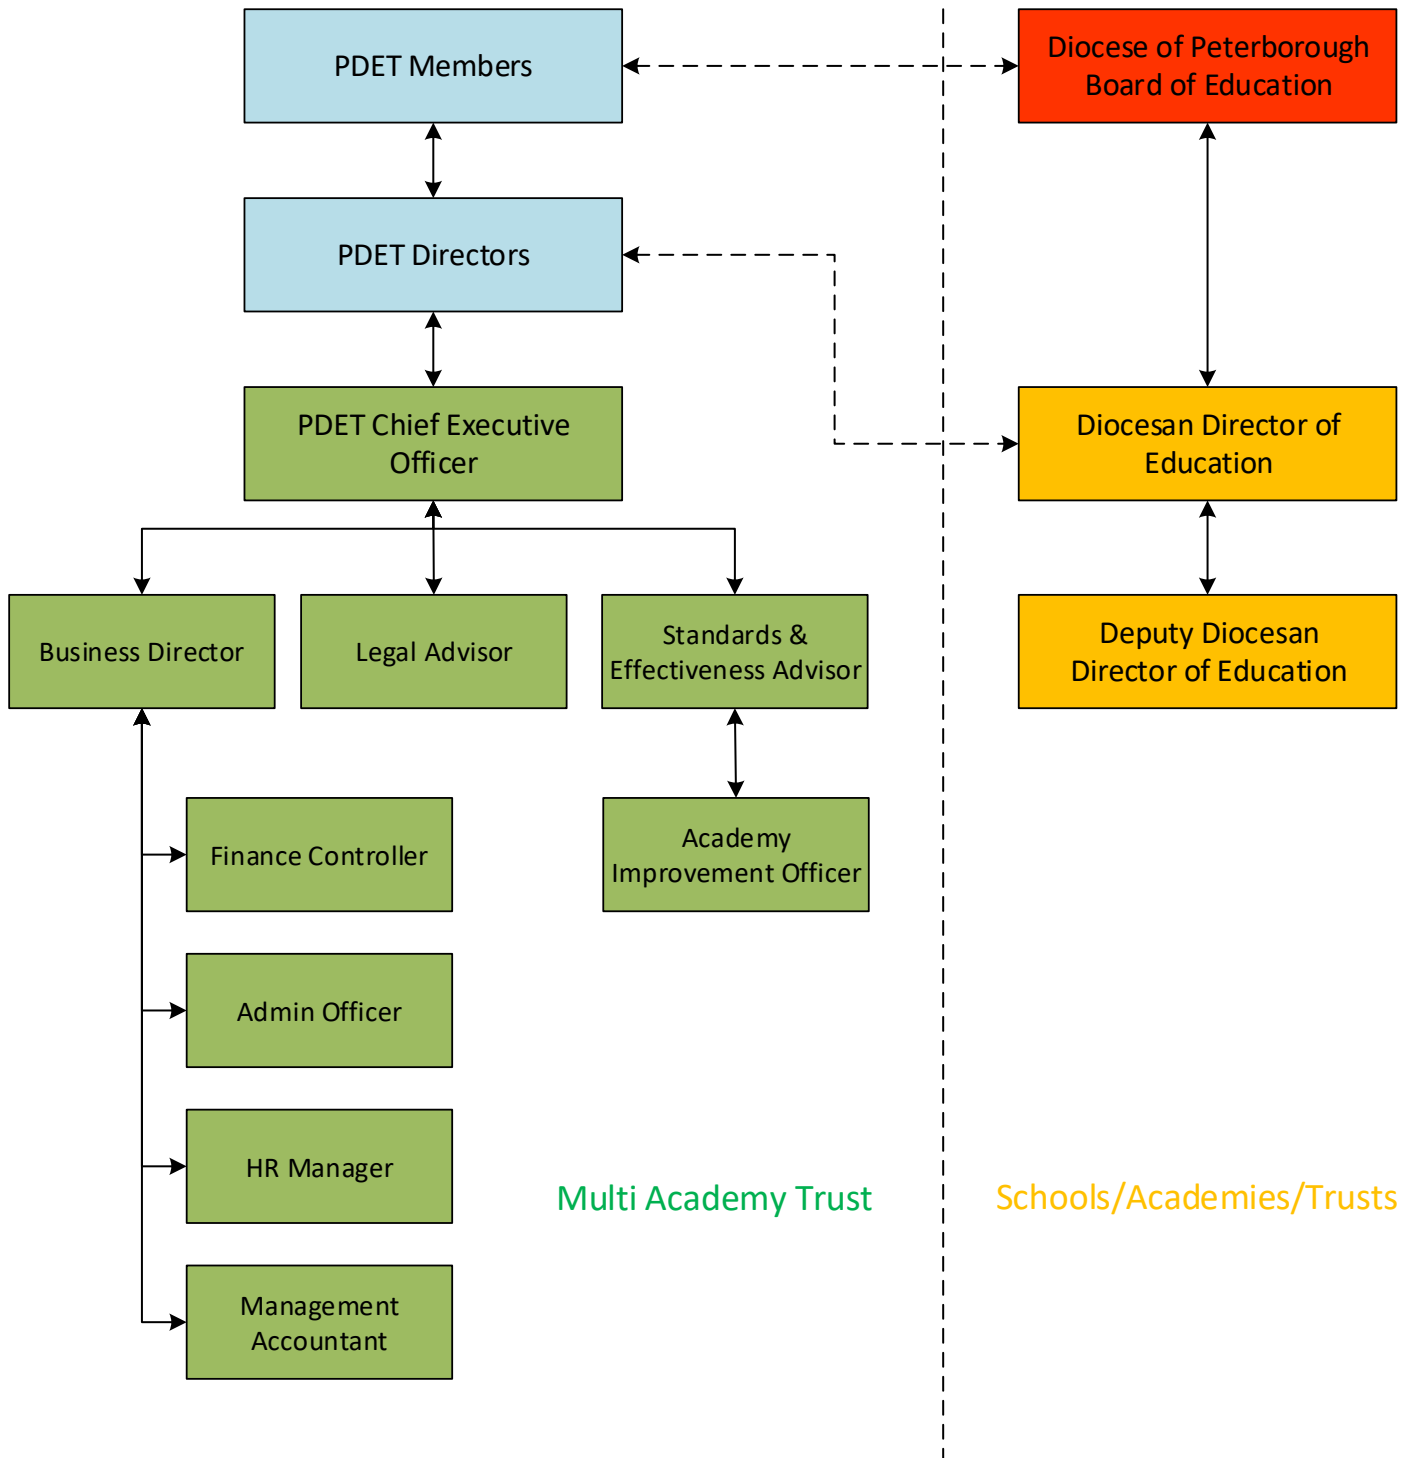 PDET Members
Diocese of Peterborough
Board of Education
PDET Directors
PDET Chief Executive
Officer
Diocesan Director of
Education
Business Director
Legal Advisor
Standards &
Effectiveness Advisor
Deputy Diocesan
Director of Education
Finance Controller
Academy
Improvement Officer
Admin Officer
HR Manager
Multi Academy Trust
Schools/Academies/Trusts
Management
Accountant